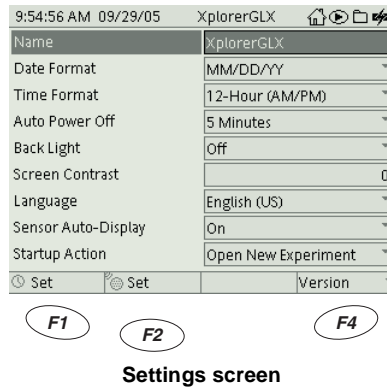 9:54:56 AM 09/29/05 XplorerGLX
Name XplorerGLX
Date Format MM/DD/YY
Time Format 12-Hour (AM/PM)
Auto Power Off 5 Minutes
Back Light Off
Screen Contrast 0
Language English (US)
Sensor Auto-Display On
Startup Action Open New Experiment
Set Set Version
F1 F2 F4
Settings screen